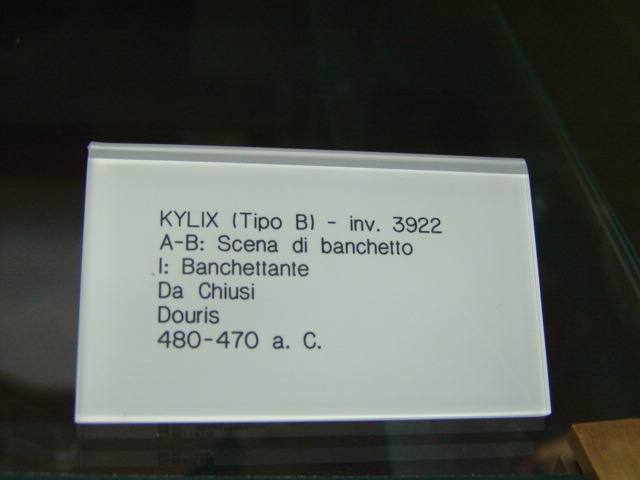 KYLIX (Tipo B) - inv. 3922
A-B: Scena di banchetto
I: Banchettante
Da Chiusi
Douris
480-470 a. C.